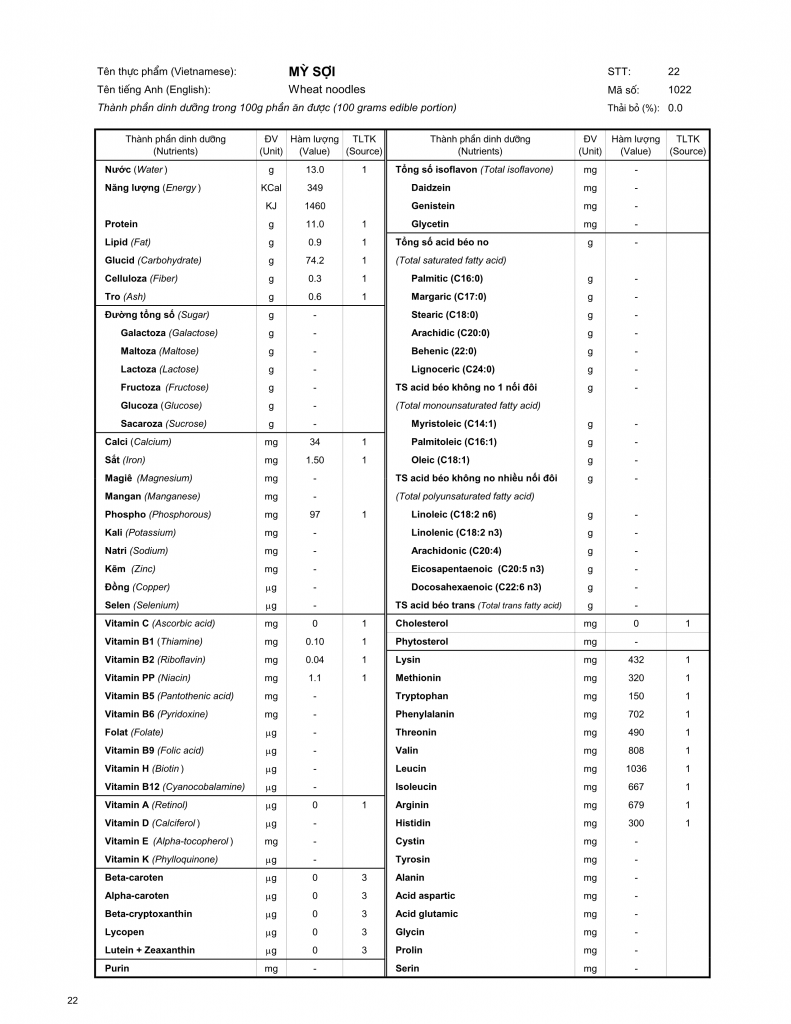 Tên thực phẩm (Vietnamese): MỲ SỢI STT: 22
Tên tiếng Anh (English): Wheat noodles Mã số: 1022
Thành phần dinh dưỡng trong 100g phần ăn được (100 grams edible portion) Thải bỏ (%): 0.0
Thành phần dinh dưỡng ĐV Hàm lượng TLTK Thành phần dinh dưỡng ĐV Hàm lượng TLTK
(Nutrients) (Unit) (Value) (Source) (Nutrients) (Unit) (Value) (Source)
Nước (Water) g 13.0 1 Tổng số isoflavon (Total isoflavone) mg -
Năng lượng (Energy) KCal 349 Daidzein mg -
KJ 1460 Genistein mg -
Protein g 11.0 1 Glycetin mg -
Lipid (Fat) g 0.9 1 Tổng số acid béo no g -
Glucid (Carbohydrate) g 74.2 1 (Total saturated fatty acid)
Celluloza (Fiber) g 0.3 1 Palmitic (C16:0) g -
Tro (Ash) g 0.6 1 Margaric (C17:0) g -
Đường tổng số (Sugar) g - Stearic (C18:0) g -
Galactoza (Galactose) g - Arachidic (C20:0) g -
Maltoza (Maltose) g - Behenic (22:0) g -
Lactoza (Lactose) g - Lignoceric (C24:0) g -
Fructoza (Fructose) g - TS acid béo không no 1 nối đôi g -
Glucoza (Glucose) g - (Total monounsaturated fatty acid)
Sacaroza (Sucrose) g - Myristoleic (C14:1) g -
Calci (Calcium) mg 34 1 Palmitoleic (C16:1) g -
Sắt (Iron) mg 1.50 1 Oleic (C18:1) g -
Magiê (Magnesium) mg - TS acid béo không no nhiều nối đôi g -
Mangan (Manganese) mg - (Total polyunsaturated fatty acid)
Phospho (Phosphorous) mg 97 1 Linoleic (C18:2 n6) g -
Kali (Potassium) mg - Linolenic (C18:2 n3) g -
Natri (Sodium) mg - Arachidonic (C20:4) g -
Kẽm (Zinc) mg - Eicosapentaenoic (C20:5 n3) g -
Đồng (Copper) μg - Docosahexaenoic (C22:6 n3) g -
Selen (Selenium) μg - TS acid béo trans (Total trans fatty acid) g -
Vitamin C (Ascorbic acid) mg 0 1 Cholesterol mg 0 1
Vitamin B1 (Thiamine) mg 0.10 1 Phytosterol mg -
Vitamin B2 (Riboflavin) mg 0.04 1 Lysin mg 432 1
Vitamin PP (Niacin) mg 1.1 1 Methionin mg 320 1
Vitamin B5 (Pantothenic acid) mg - Tryptophan mg 150 1
Vitamin B6 (Pyridoxine) mg - Phenylalanin mg 702 1
Folat (Folate) μg - Threonin mg 490 1
Vitamin B9 (Folic acid) μg - Valin mg 808 1
Vitamin H (Biotin) μg - Leucin mg 1036 1
Vitamin B12 (Cyanocobalamine) μg - Isoleucin mg 667 1
Vitamin A (Retinol) μg 0 1 Arginin mg 679 1
Vitamin D (Calciferol) μg - Histidin mg 300 1
Vitamin E (Alpha-tocopherol) mg - Cystin mg -
Vitamin K (Phylloquinone) μg - Tyrosin mg -
Beta-caroten μg 0 3 Alanin mg -
Alpha-caroten μg 0 3 Acid aspartic mg -
Beta-cryptoxanthin μg 0 3 Acid glutamic mg -
Lycopen μg 0 3 Glycin mg -
Lutein + Zeaxanthin μg 0 3 Prolin mg -
Purin mg - Serin mg -
22